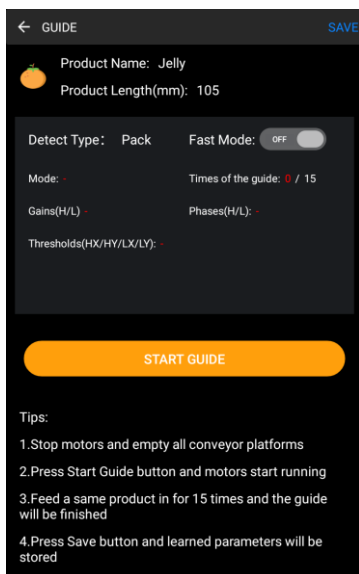 ← GUIDE SAVE
Product Name: Jelly
Product Length(mm): 105
Detect Type: Pack Fast Mode: OFF
Mode: - Times of the guide: 0 / 15
Gains(H/L) - Phases(H/L): -
Thresholds(HX/HY/LX/LY): -
START GUIDE
Tips:
1.Stop motors and empty all conveyor platforms
2.Press Start Guide button and motors start running
3.Feed a same product in for 15 times and the guide
will be finished
4.Press Save button and learned parameters will be
stored